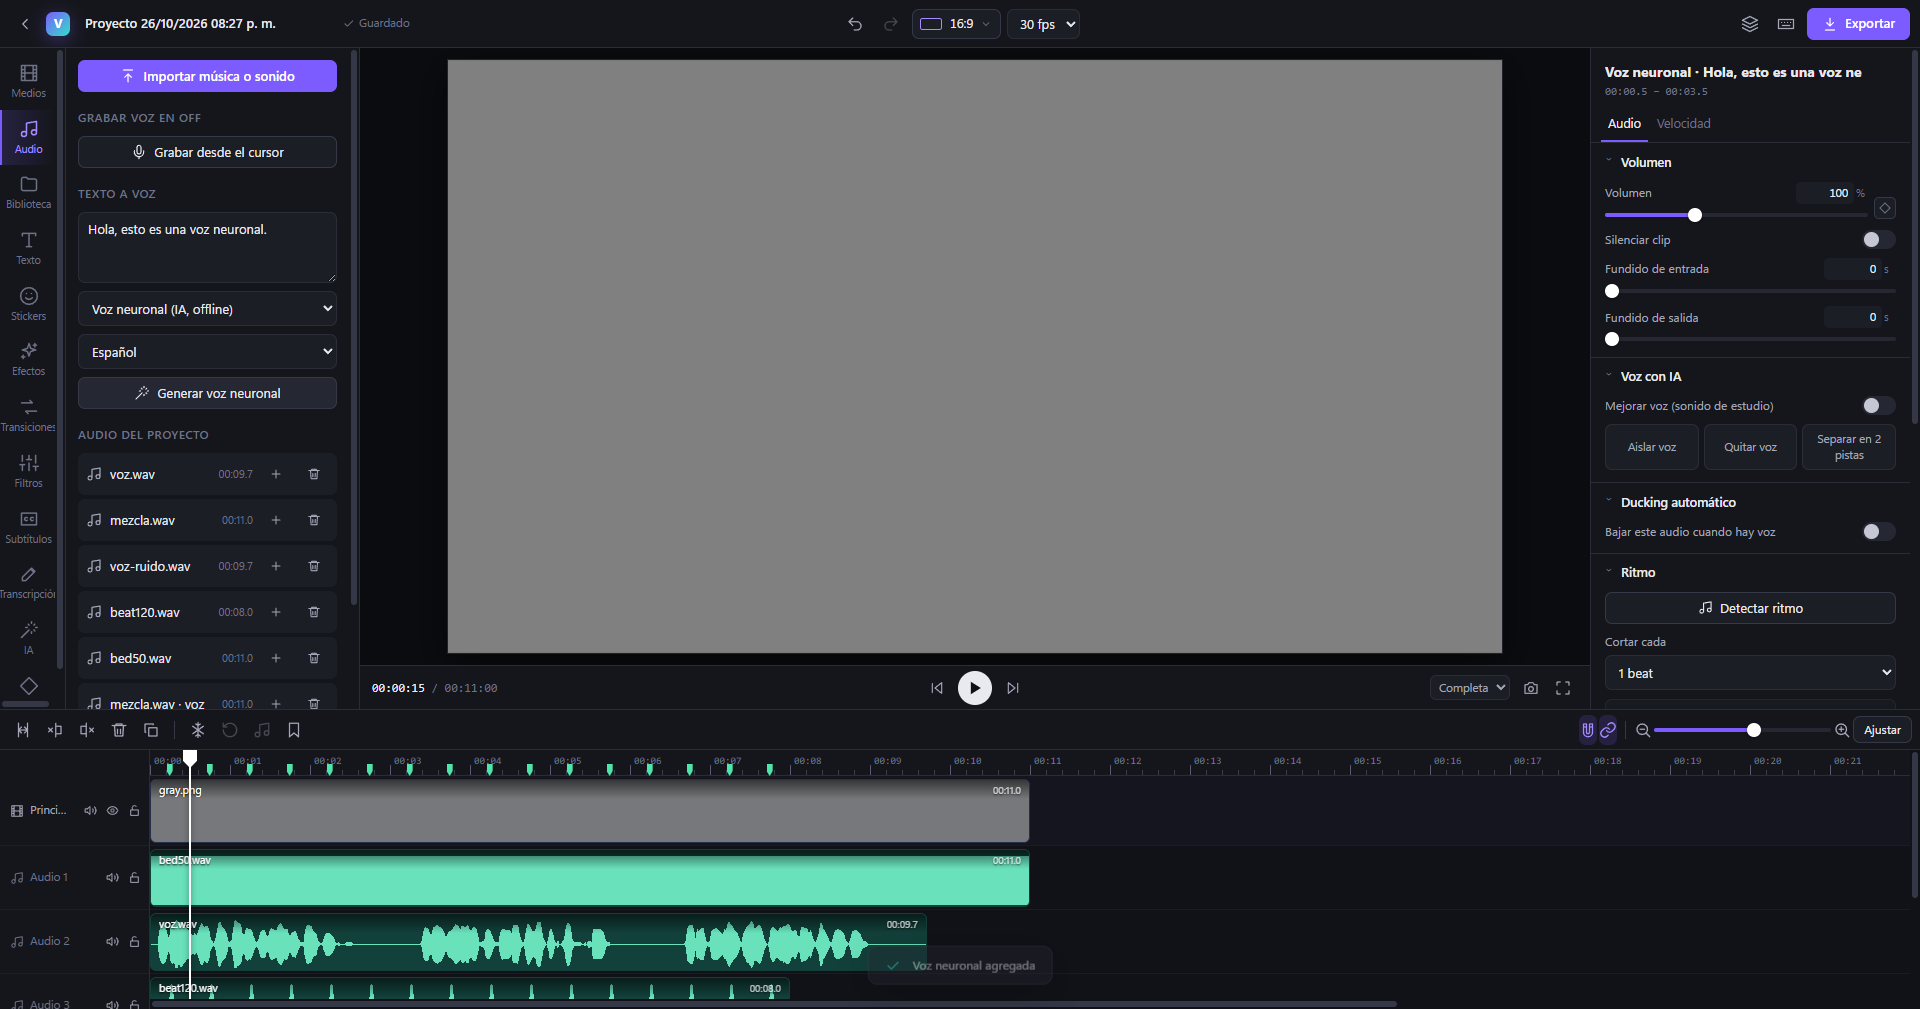 V Proyecto 26/10/2026 08:27 p. m. Guardado
16:9 30 fps
Exportar
Medios
Audio
Biblioteca
Texto
Stickers
Efectos
Transiciones
Filtros
Subtítulos
Transcripción
IA
Importar música o sonido
GRABAR VOZ EN OFF
Grabar desde el cursor
TEXTO A VOZ
Hola, esto es una voz neuronal.
Voz neuronal (IA, offline)
Español
Generar voz neuronal
AUDIO DEL PROYECTO
voz.wav 00:09.7
mezcla.wav 00:11.0
voz-ruido.wav 00:09.7
beat120.wav 00:08.0
bed50.wav 00:11.0
mezcla.wav · voz 00:11.0
00:00:15 / 00:11:00
Completa
Voz neuronal · Hola, esto es una voz ne
00:00.5 – 00:03.5
Audio Velocidad
Volumen
Volumen 100 %
Silenciar clip
Fundido de entrada 0 s
Fundido de salida 0 s
Voz con IA
Mejorar voz (sonido de estudio)
Aislar voz
Quitar voz
Separar en 2 pistas
Ducking automático
Bajar este audio cuando hay voz
Ritmo
Detectar ritmo
Cortar cada
1 beat
Ajustar
00:00 00:01 00:02 00:03 00:04 00:05 00:06 00:07 00:08 00:09 00:10 00:11 00:12 00:13 00:14 00:15 00:16 00:17 00:18 00:19 00:20 00:21
Princi... gray.png 00:11.0
Audio 1 bed50.wav 00:11.0
Audio 2 voz.wav 00:09.7
Voz neuronal agregada
Audio 3 beat120.wav 00:08.0